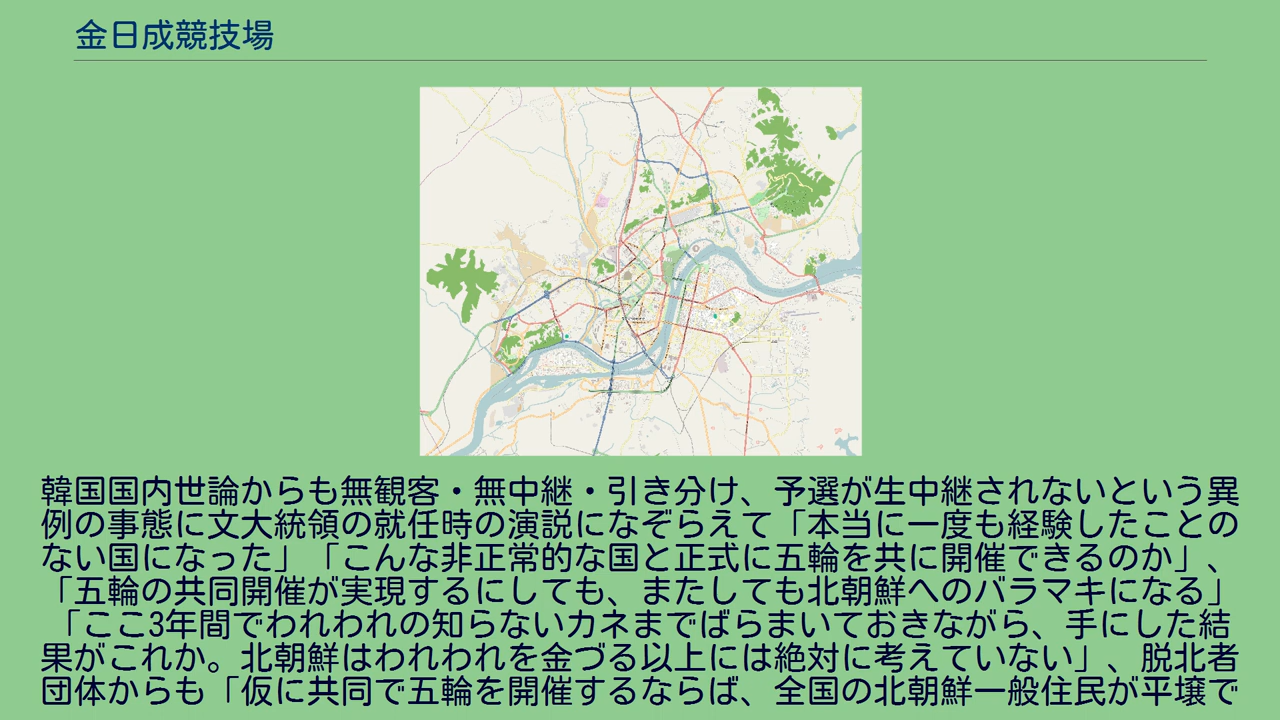 金日成競技場
韓国国内世論からも無観客・無中継・引き分け、予選が生中継されないという異
例の事態に文大統領の就任時の演説になぞらえて「本当に一度も経験したことの
ない国になった」「こんな非正常的な国と正式に五輪を共に開催できるのか」、
「五輪の共同開催が実現するにしても、またしても北朝鮮へのバラマキになる」
「ここ3年間でわれわれの知らないカネまでばらまいておきながら、手にした結
果がこれか。北朝鮮はわれわれを金づる以上には絶対に考えていない」、脱北者
団体からも「仮に共同で五輪を開催するならば、全国の北朝鮮一般住民が平壌で